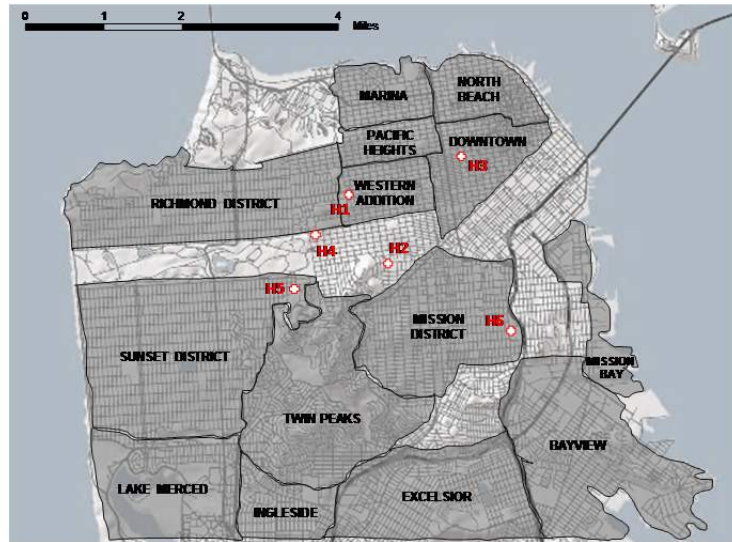 0 1 2 4
Miles
MARINA
NORTH
BEACH
PACIFIC
HEIGHTS
DOWNTOWN
H3
WESTERN
ADDITION
RICHMOND DISTRICT
H1
H4
H2
H5
MISSION
DISTRICT
H6
SUNSET DISTRICT
MISSION
BAY
TWIN PEAKS
BAYVIEW
LAKE MERCED
EXCELSIOR
INGLESIDE